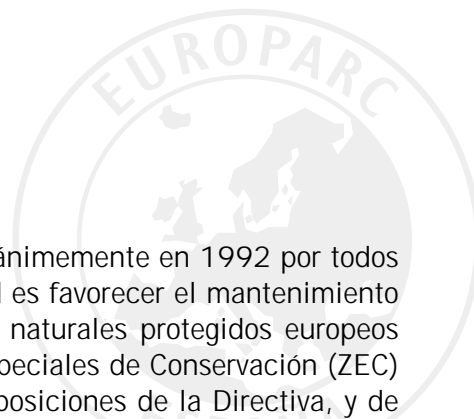 EUROPARC
ánimemente en 1992 por todos
es favorecer el mantenimiento
naturales protegidos europeos
speciales de Conservación (ZEC)
posiciones de la Directiva, y de